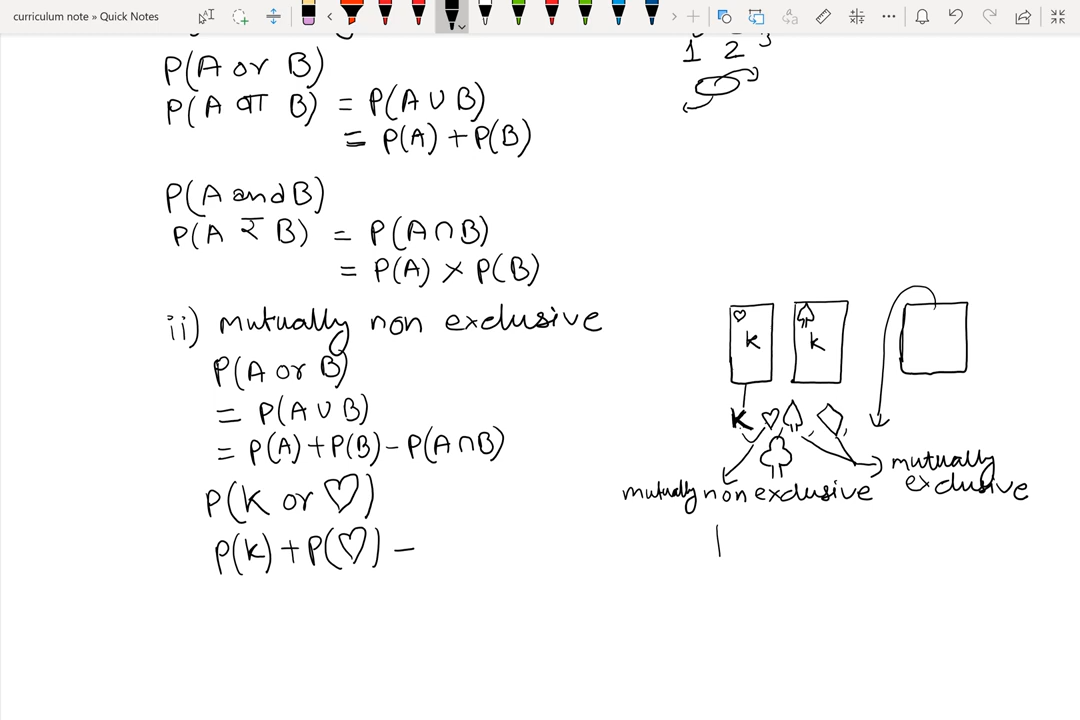 curriculum note » Quick Notes
P(A or B)
P(A वा B) = P(A ∪ B)
= P(A) + P(B)
P(A and B)
P(A र B) = P(A ∩ B)
= P(A) × P(B)
ii) mutually non exclusive
P(A or B)
= P(A ∪ B)
= P(A) + P(B) – P(A ∩ B)
P(K or ♡)
P(K) + P(♡) –
1 2 3
♡ K
♤ K
K ♡ ♤ ♢
♧
mutually non exclusive
mutually exclusive